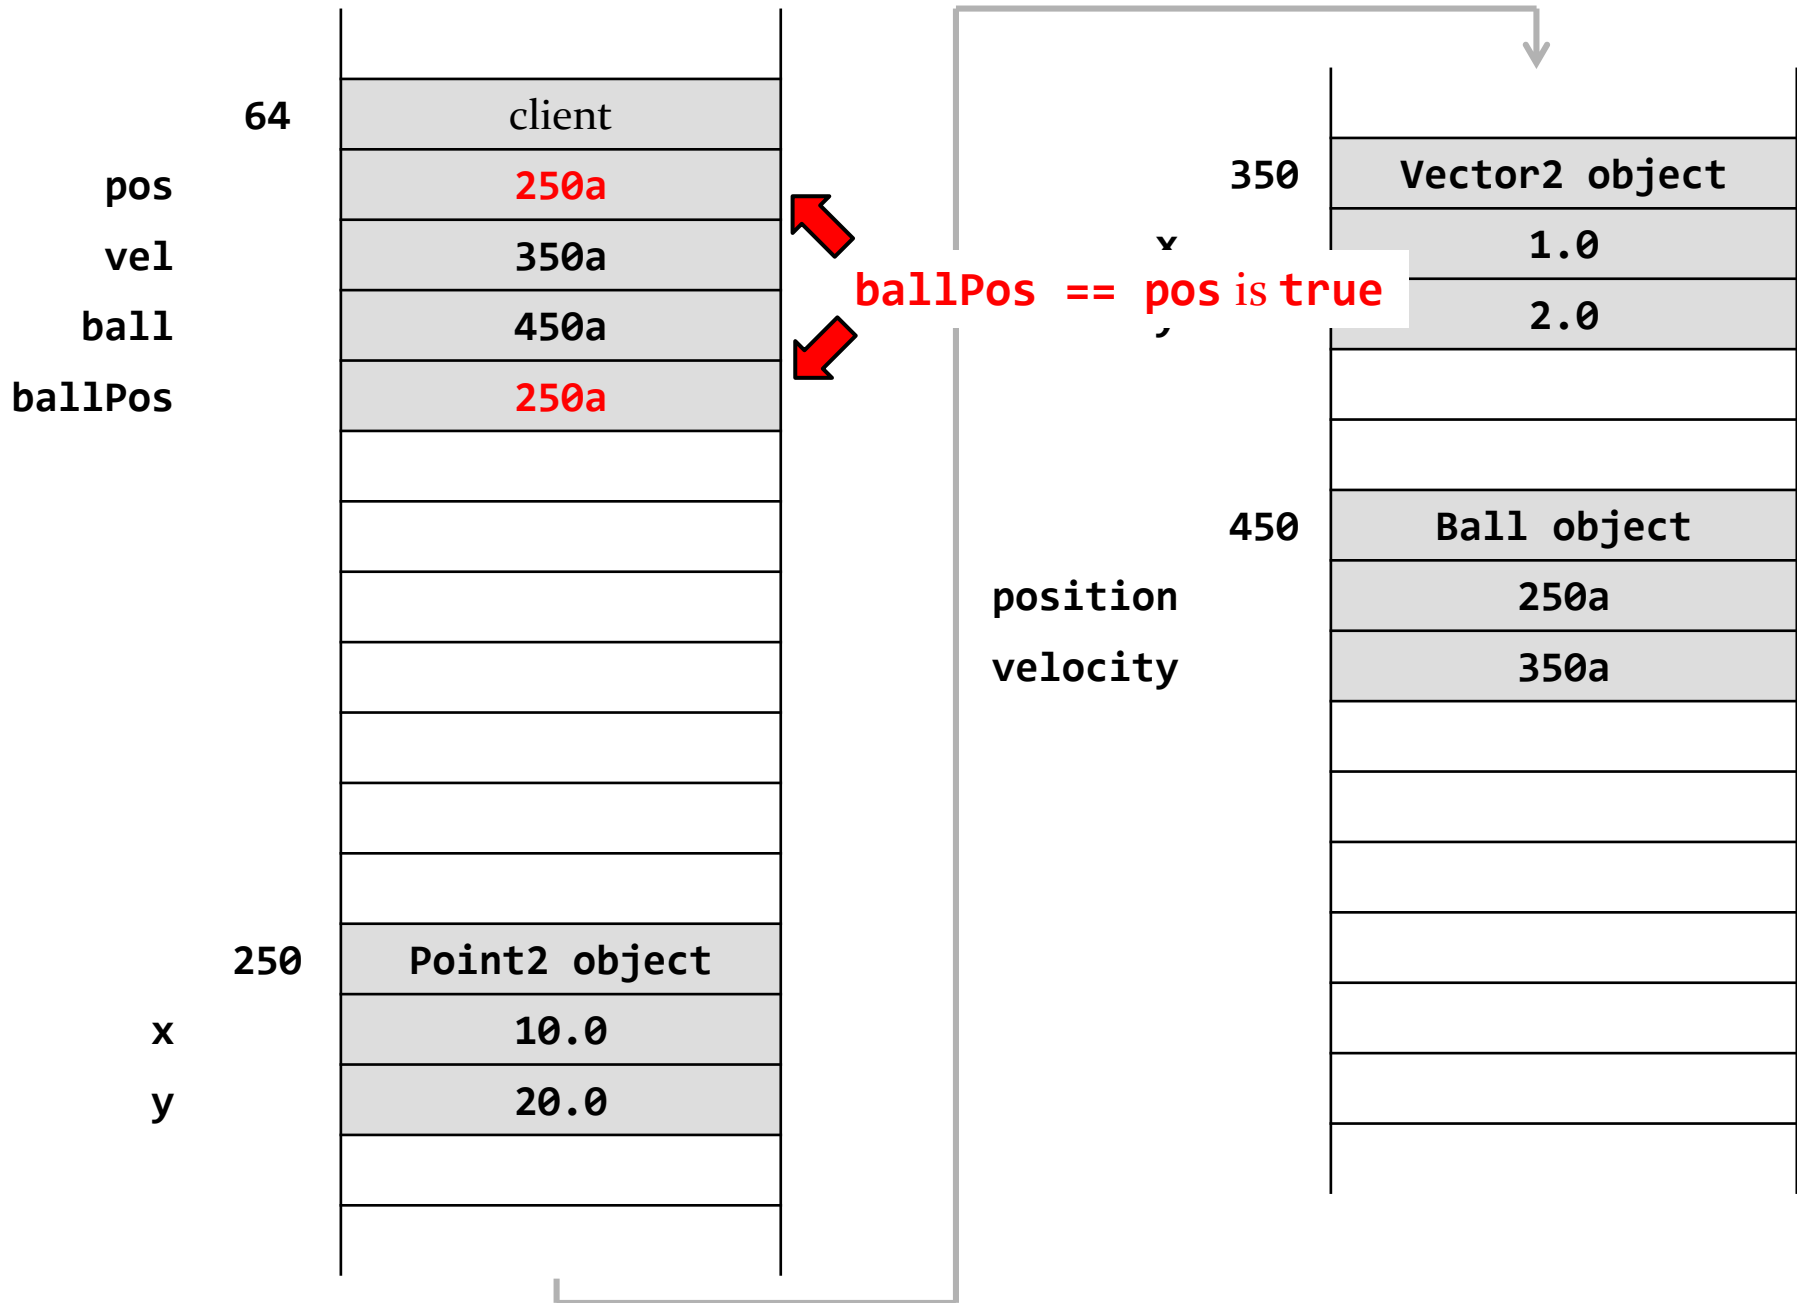 64 client
pos 250a
vel 350a
ball 450a
ballPos 250a
250 Point2 object
x 10.0
y 20.0
ballPos == pos is true
350 Vector2 object
x 1.0
y 2.0
450 Ball object
position 250a
velocity 350a